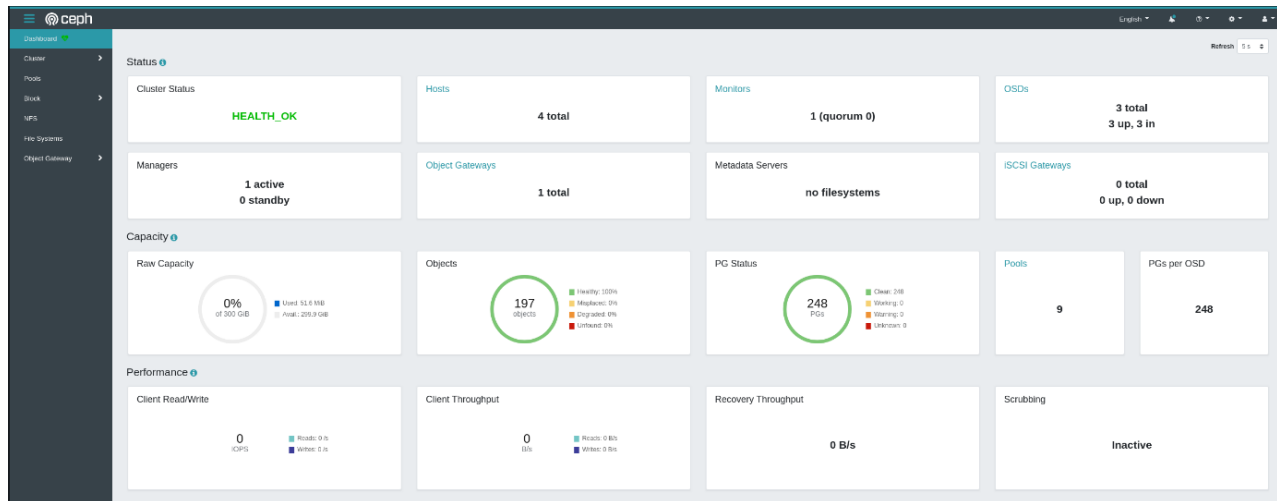 ceph
English
Dashboard
Cluster
Pools
Block
NFS
File Systems
Object Gateway
Refresh 5 s
Status
Cluster Status
HEALTH_OK
Hosts
4 total
Monitors
1 (quorum 0)
OSDs
3 total
3 up, 3 in
Managers
1 active
0 standby
Object Gateways
1 total
Metadata Servers
no filesystems
iSCSI Gateways
0 total
0 up, 0 down
Capacity
Raw Capacity
0%
of 300 GiB
Used: 51.6 MiB
Avail.: 299.9 GiB
Objects
197
objects
Healthy: 100%
Misplaced: 0%
Degraded: 0%
Unfound: 0%
PG Status
248
PGs
Clean: 248
Working: 0
Warning: 0
Unknown: 0
Pools
9
PGs per OSD
248
Performance
Client Read/Write
0
IOPS
Reads: 0 /s
Writes: 0 /s
Client Throughput
0
B/s
Reads: 0 B/s
Writes: 0 B/s
Recovery Throughput
0 B/s
Scrubbing
Inactive